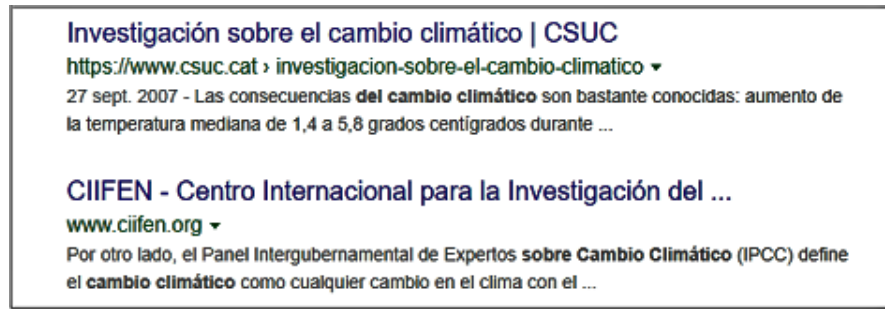 Investigación sobre el cambio climático | CSUC
https://www.csuc.cat › investigacion-sobre-el-cambio-climatico
27 sept. 2007 - Las consecuencias del cambio climático son bastante conocidas: aumento de
la temperatura mediana de 1,4 a 5,8 grados centígrados durante ...
CIIFEN - Centro Internacional para la Investigación del ...
www.ciifen.org
Por otro lado, el Panel Intergubernamental de Expertos sobre Cambio Climático (IPCC) define
el cambio climático como cualquier cambio en el clima con el ...